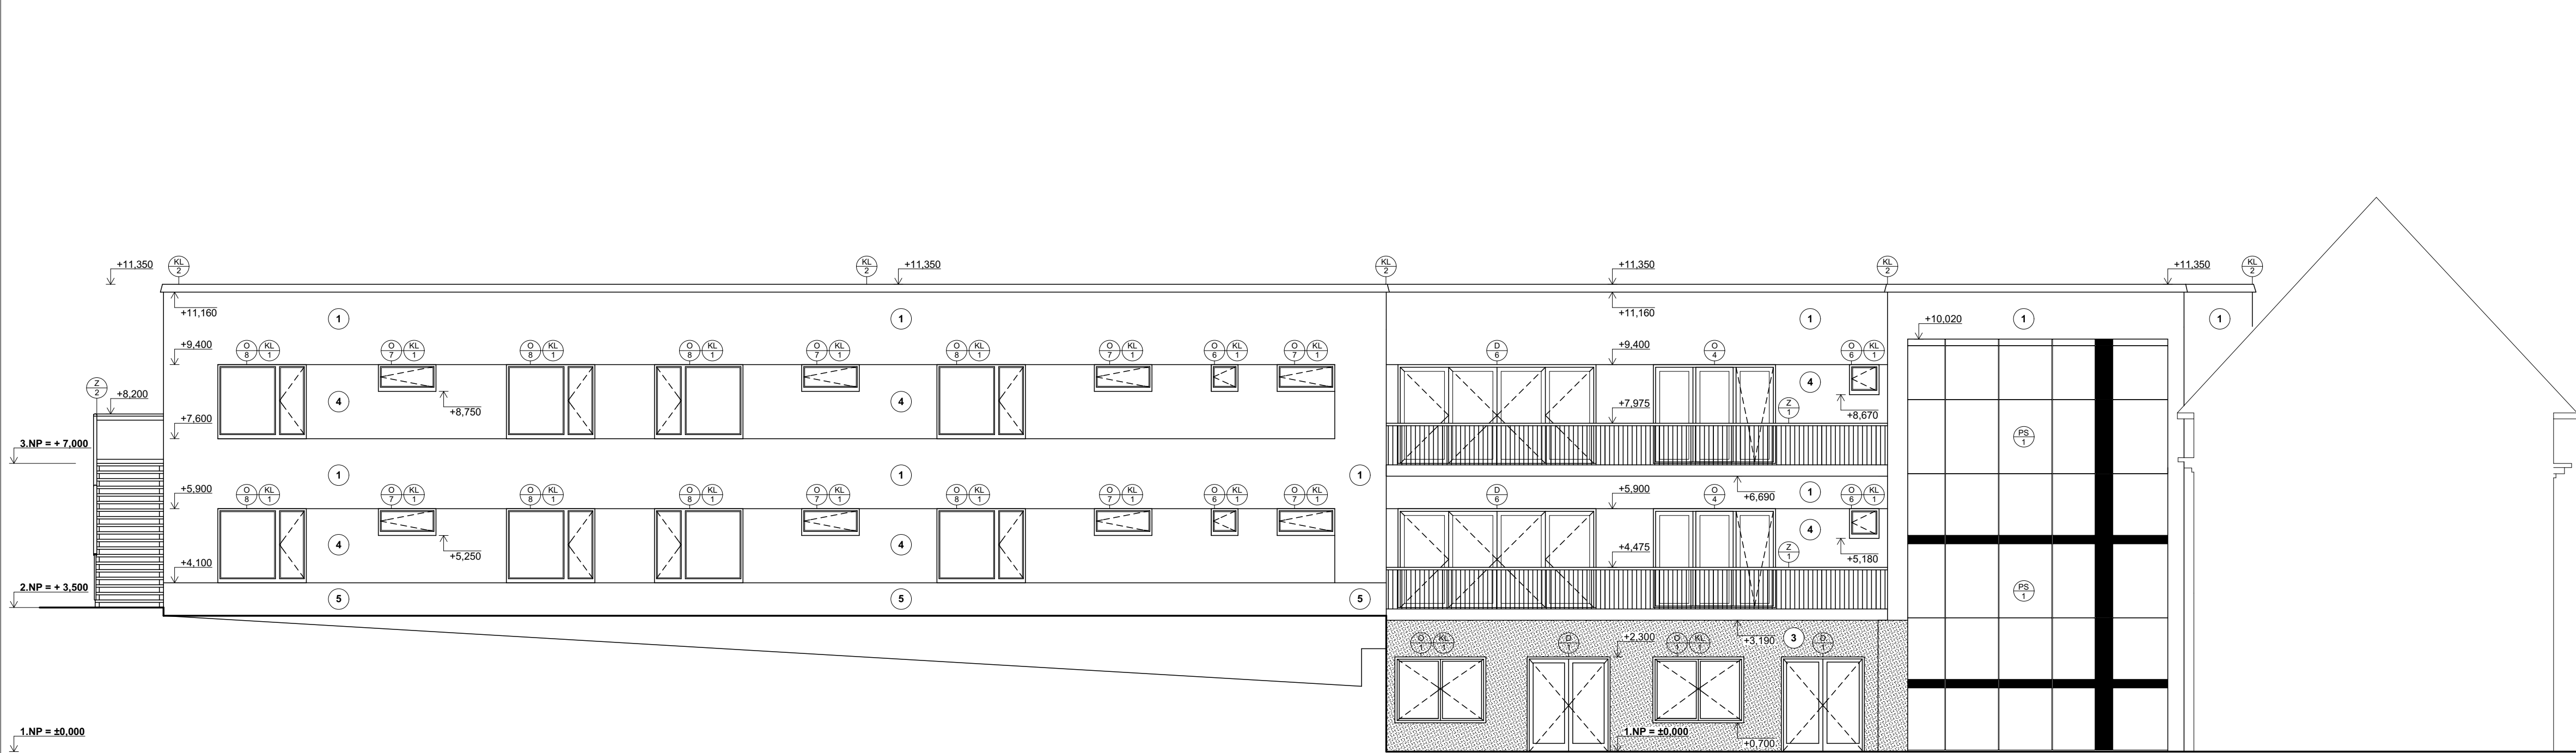 +11,350 KL 2 KL 2 +11,350 KL 2 +11,350 KL 2 +11,350 KL 2
+11,160 1 1 +11,160 1 +10,020 1 1
+9,400 O 8 KL 1 O 7 KL 1 O 8 KL 1 O 8 KL 1 O 7 KL 1 O 8 KL 1 O 7 KL 1 O 6 KL 1 O 7 KL 1 D 6 +9,400 O 4 O 6 KL 1
4
Z 2 +8,200 4 +8,750 4 +7,975 Z 1 +8,670
+7,600
3.NP = + 7,000 PS 1
1 1 1
+5,900 O 8 KL 1 O 7 KL 1 O 8 KL 1 O 8 KL 1 O 7 KL 1 O 8 KL 1 O 7 KL 1 O 6 KL 1 O 7 KL 1 D 6 +5,900 O 4 +6,690 1 O 6 KL 1
4
4 +5,250 4 +4,475 Z 1 +5,180
+4,100
2.NP = + 3,500 5 5 5 PS 1
O 1 KL 1 D 1 +2,300 O 1 KL 1 +3,190 3 D 1
1.NP = ±0,000 1.NP = ±0,000
+0,700